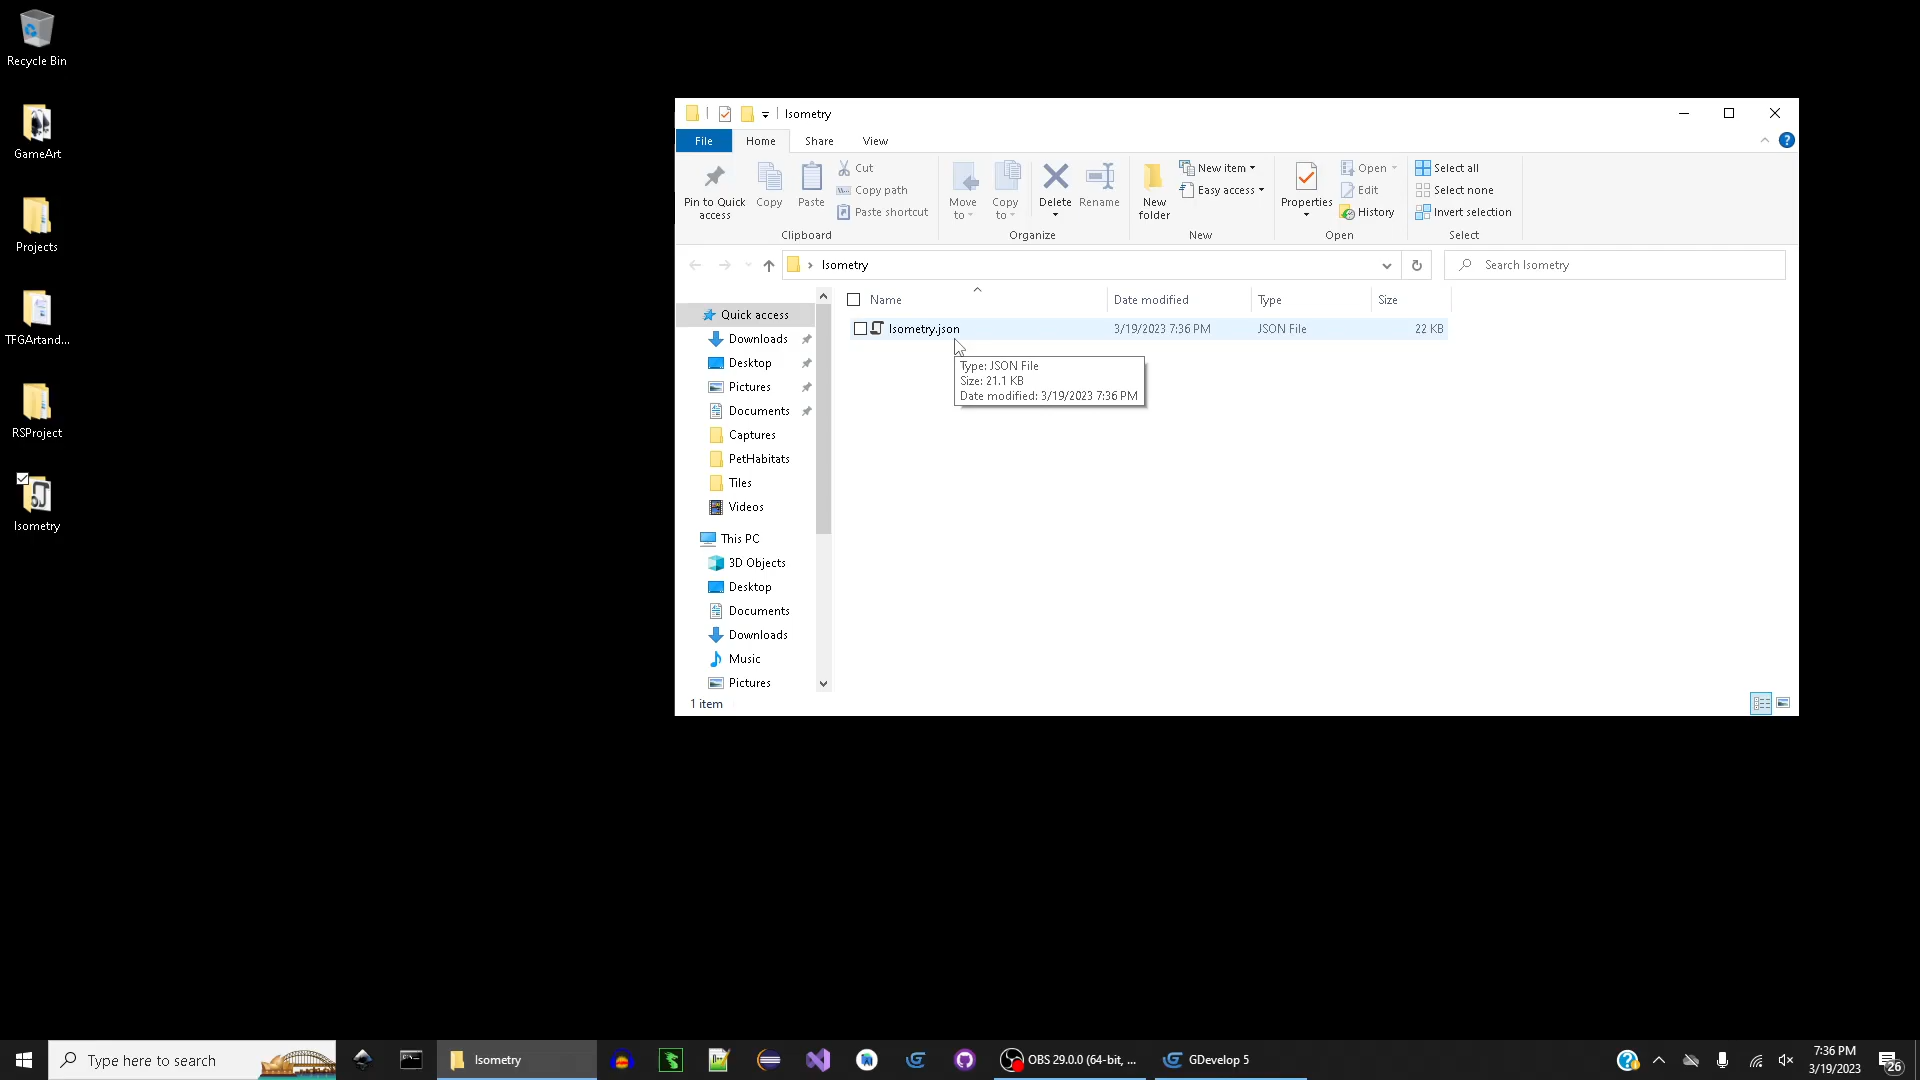 Recycle Bin
GameArt
Projects
TFGArtand...
RSProject
Isometry
Isometry
File Home Share View
Pin to Quick access
Copy
Paste
Cut
Copy path
Paste shortcut
Clipboard
Move to
Copy to
Delete
Rename
Organize
New folder
New item
Easy access
New
Properties
Open
Edit
History
Open
Select all
Select none
Invert selection
Select
Isometry
Search Isometry
Quick access
Downloads
Desktop
Pictures
Documents
Captures
PetHabitats
Tiles
Videos
This PC
3D Objects
Desktop
Documents
Downloads
Music
Pictures
Name Date modified Type Size
Isometry.json 3/19/2023 7:36 PM JSON File 22 KB
Type: JSON File
Size: 21.1 KB
Date modified: 3/19/2023 7:36 PM
1 item
Type here to search
Isometry
OBS 29.0.0 (64-bit, ...
GDevelop 5
7:36 PM
3/19/2023
26